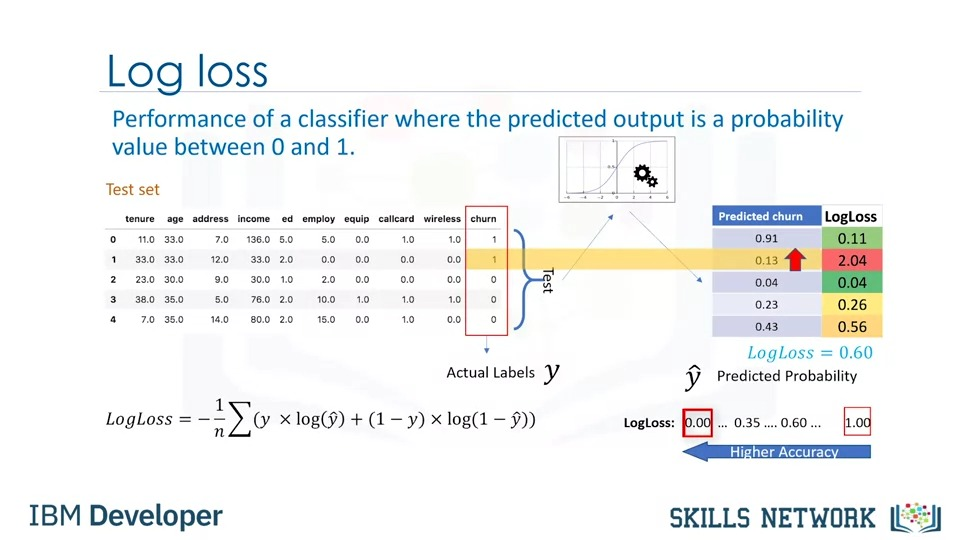 Log loss
Performance of a classifier where the predicted output is a probability
value between 0 and 1.
Test set
tenure age address income ed employ equip callcard wireless churn
0 11.0 33.0 7.0 136.0 5.0 5.0 0.0 1.0 1.0 1
1 33.0 33.0 12.0 33.0 2.0 0.0 0.0 0.0 0.0 1
2 23.0 30.0 9.0 30.0 1.0 2.0 0.0 0.0 0.0 0
3 38.0 35.0 5.0 76.0 2.0 10.0 1.0 1.0 1.0 0
4 7.0 35.0 14.0 80.0 2.0 15.0 0.0 1.0 0.0 0
Test
Predicted churn LogLoss
0.91 0.11
0.13 2.04
0.04 0.04
0.23 0.26
0.43 0.56
LogLoss = 0.60
Actual Labels y
ŷ Predicted Probability
LogLoss = −1/n∑(y × log(ŷ) + (1 − y) × log(1 − ŷ))
LogLoss: 0.00 ... 0.35 .... 0.60 ... 1.00
Higher Accuracy
IBM Developer
SKILLS NETWORK